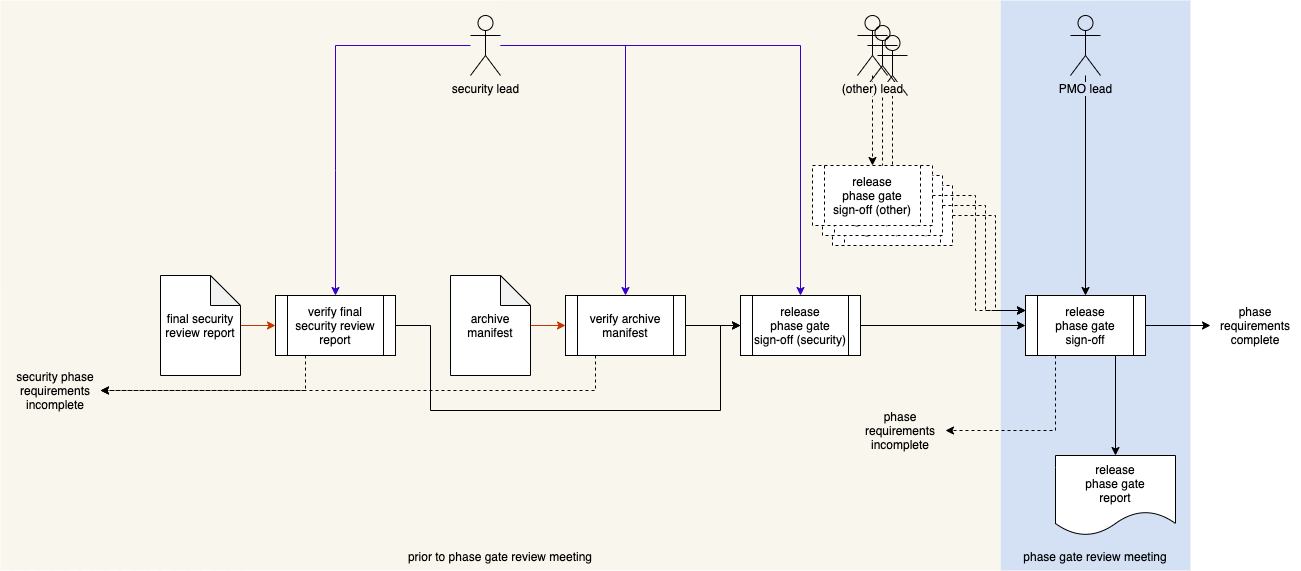 security lead
(other) lead
PMO lead
release
phase gate
sign-off (other)
final security
review report
verify final
security review
report
archive
manifest
verify archive
manifest
release
phase gate
sign-off (security)
release
phase gate
sign-off
phase
requirements
complete
security phase
requirements
incomplete
phase
requirements
incomplete
release
phase gate
report
prior to phase gate review meeting
phase gate review meeting